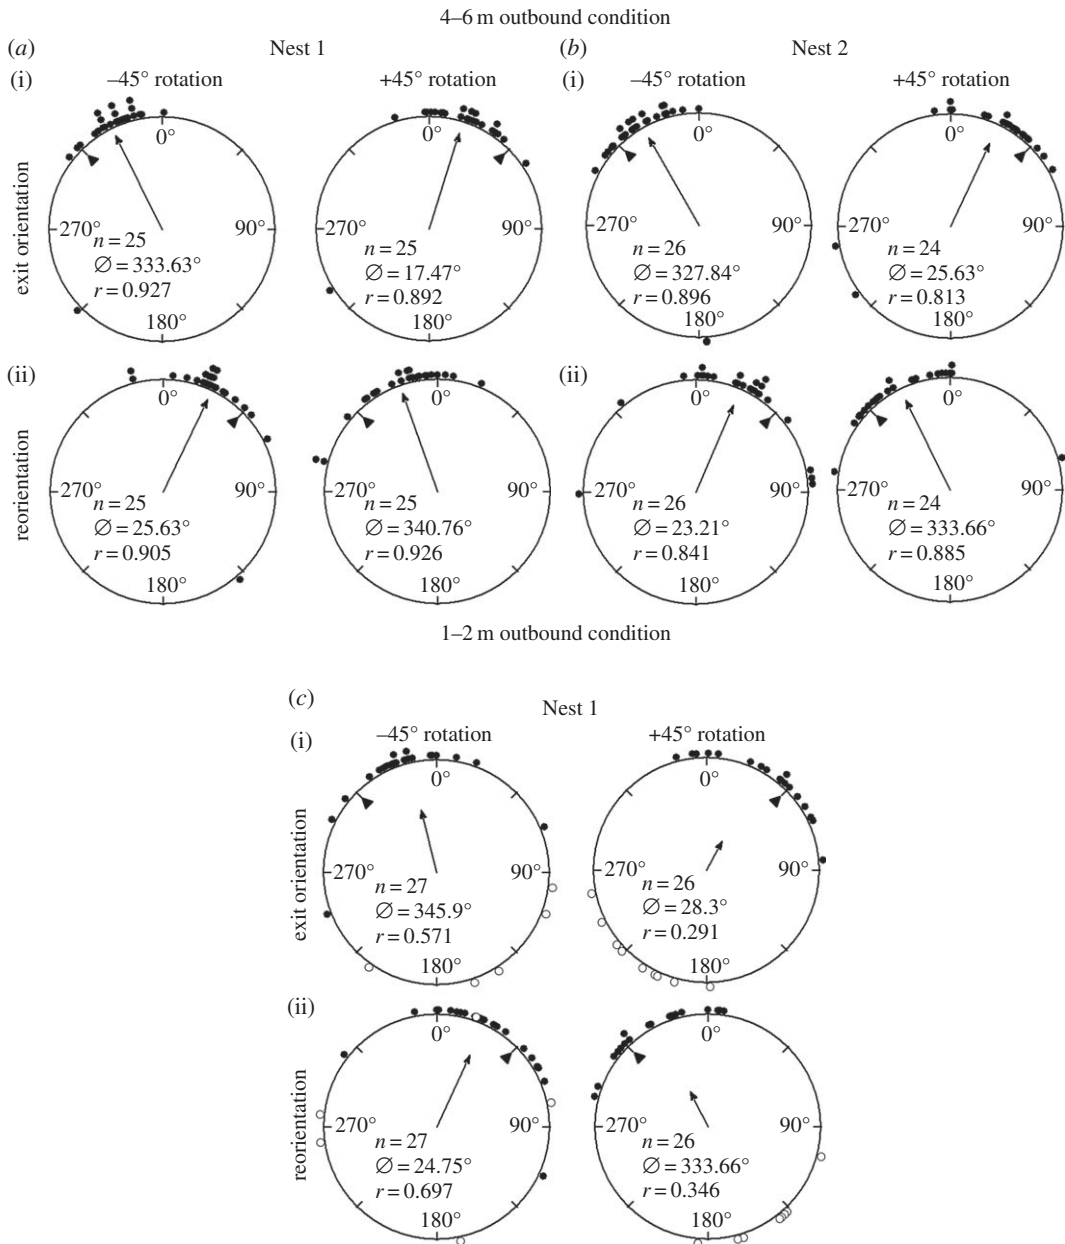 4–6 m outbound condition
(a) Nest 1 (b) Nest 2
(i) –45° rotation +45° rotation (i) –45° rotation +45° rotation
exit orientation
0° 0° 0° 0°
270° 90° 270° 90° 270° 90° 270° 90°
n = 25 n = 25 n = 26 n = 24
∅ = 333.63° ∅ = 17.47° ∅ = 327.84° ∅ = 25.63°
r = 0.927 r = 0.892 r = 0.896 r = 0.813
180° 180° 180° 180°
(ii) (ii)
reorientation
0° 0° 0° 0°
270° 90° 270° 90° 270° 90° 270° 90°
n = 25 n = 25 n = 26 n = 24
∅ = 25.63° ∅ = 340.76° ∅ = 23.21° ∅ = 333.66°
r = 0.905 r = 0.926 r = 0.841 r = 0.885
180° 180° 180° 180°
1–2 m outbound condition
(c) Nest 1
(i) –45° rotation +45° rotation
exit orientation
0° 0°
270° 90° 270° 90°
n = 27 n = 26
∅ = 345.9° ∅ = 28.3°
r = 0.571 r = 0.291
180° 180°
(ii)
reorientation
0° 0°
270° 90° 270° 90°
n = 27 n = 26
∅ = 24.75° ∅ = 333.66°
r = 0.697 r = 0.346
180° 180°